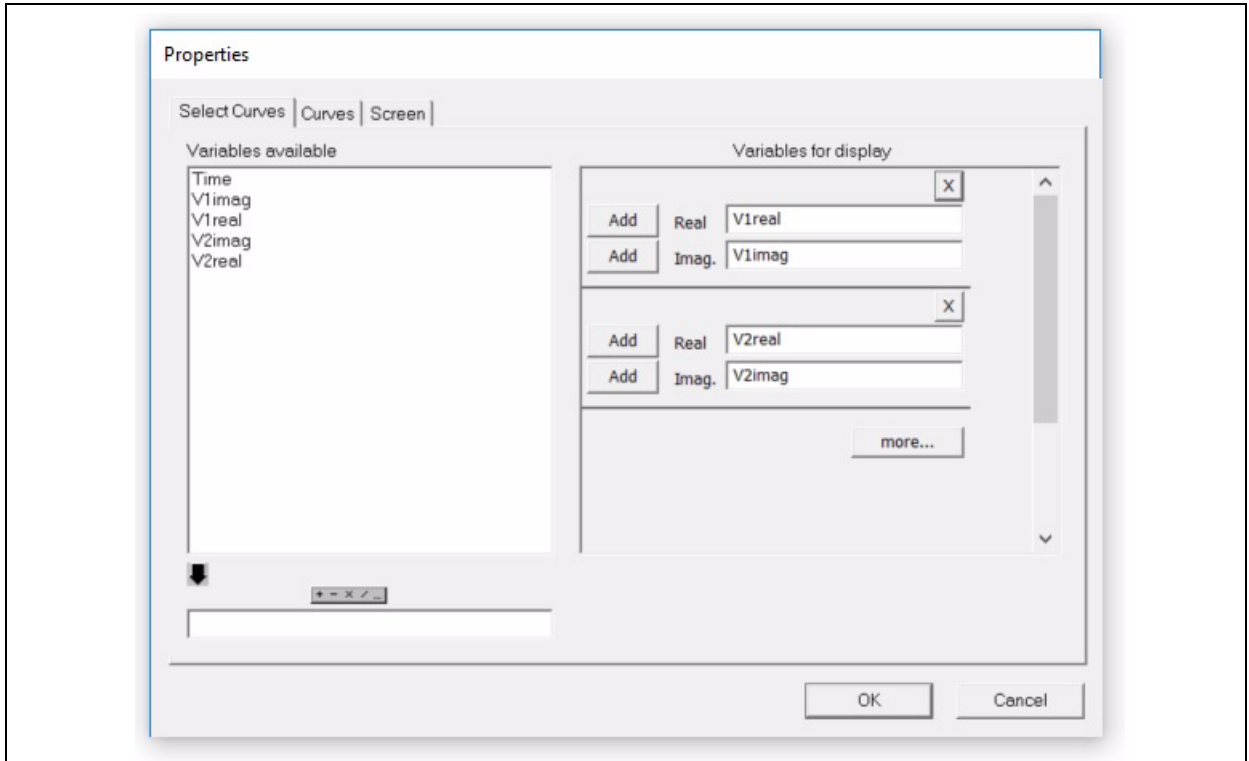 Properties
Select Curves Curves Screen
Variables available
Variables for display
Time
V1imag
V1real
V2imag
V2real
X
Add Real V1real
Add Imag. V1imag
X
Add Real V2real
Add Imag. V2imag
more...
+ - × / ...
OK Cancel